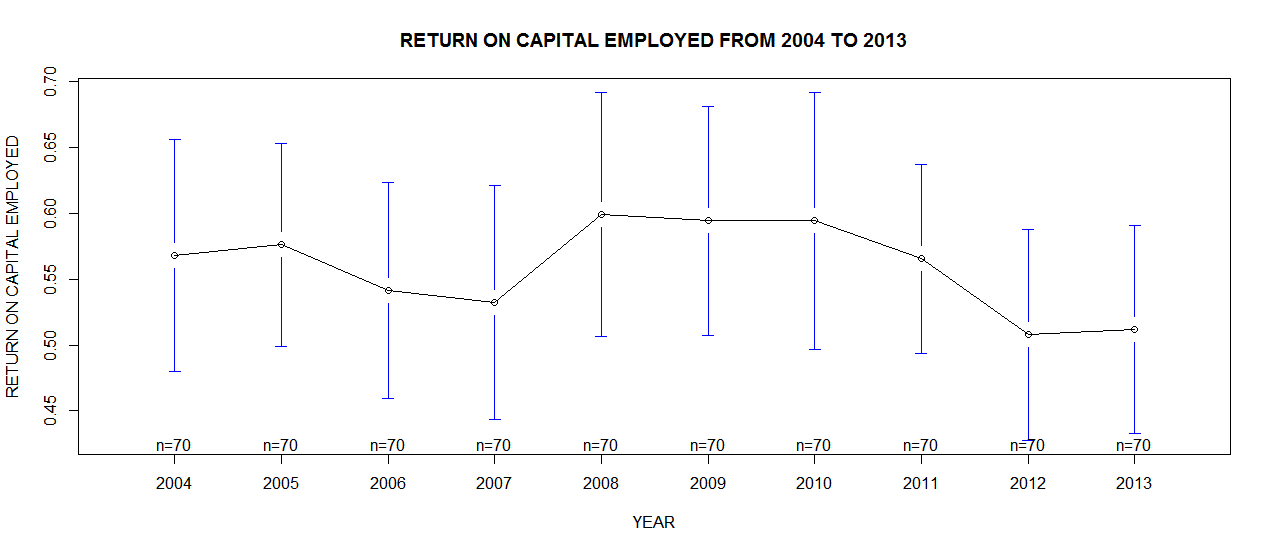 RETURN ON CAPITAL EMPLOYED FROM 2004 TO 2013
RETURN ON CAPITAL EMPLOYED
0.70
0.65
0.60
0.55
0.50
0.45
n=70 n=70 n=70 n=70 n=70 n=70 n=70 n=70 n=70 n=70
2004 2005 2006 2007 2008 2009 2010 2011 2012 2013
YEAR